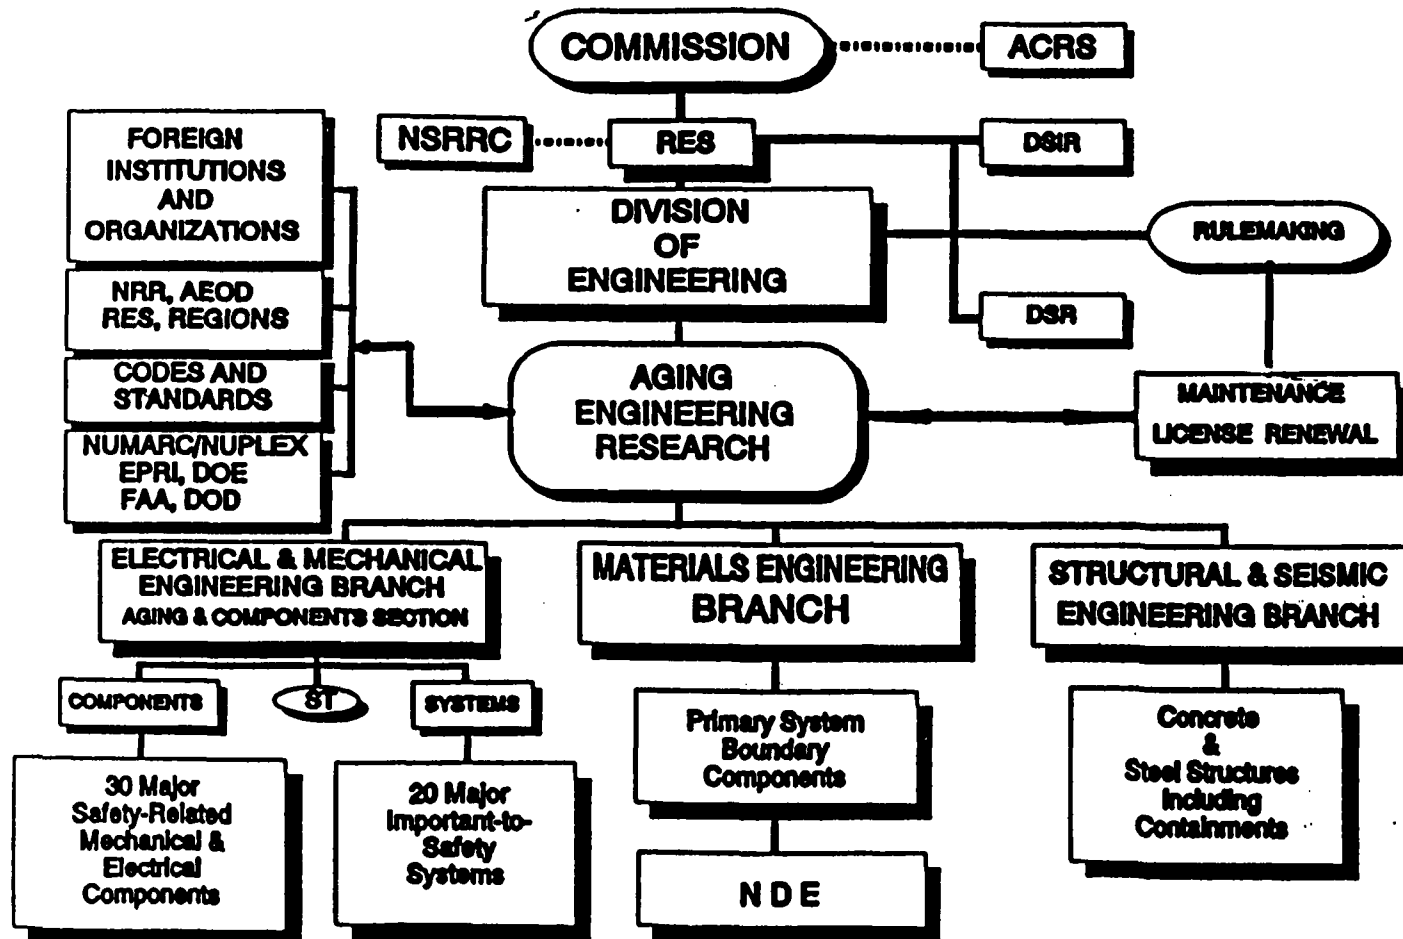 COMMISSION
ACRS
NSRRC
RES
DSIR
FOREIGN
INSTITUTIONS
AND
ORGANIZATIONS
DIVISION
OF
ENGINEERING
RULEMAKING
NRR, AEOD
RES, REGIONS
DSR
CODES AND
STANDARDS
AGING
ENGINEERING
RESEARCH
MAINTENANCE
LICENSE RENEWAL
NUMARC/NUPLEX
EPRI, DOE
FAA, DOD
ELECTRICAL & MECHANICAL
ENGINEERING BRANCH
AGING & COMPONENTS SECTION
MATERIALS ENGINEERING
BRANCH
STRUCTURAL & SEISMIC
ENGINEERING BRANCH
COMPONENTS
ST
SYSTEMS
Primary System
Boundary
Components
Concrete
&
Steel Structures
Including
Containments
30 Major
Safety-Related
Mechanical &
Electrical
Components
20 Major
Important-to-
Safety
Systems
N D E